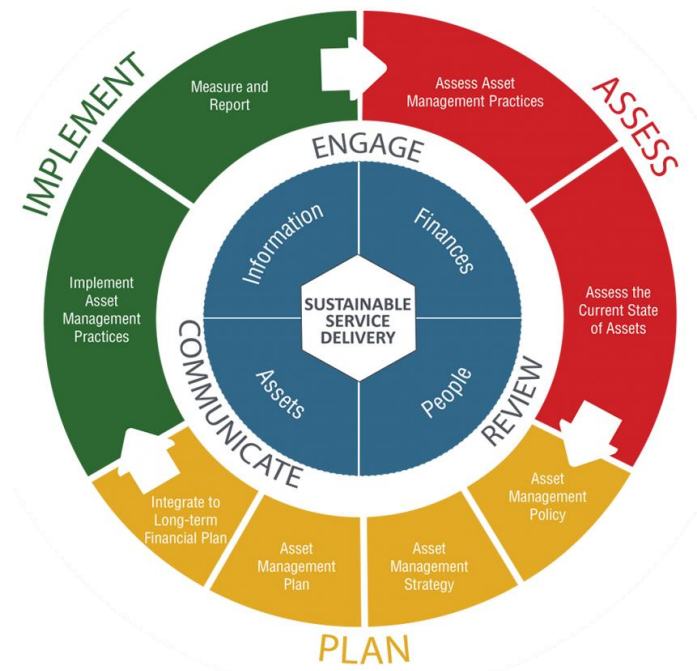 IMPLEMENT
Measure and
Report
Assess Asset
Management Practices
ASSESS
ENGAGE
Information
Finances
Implement
Asset
Management
Practices
SUSTAINABLE
SERVICE
DELIVERY
Assess the
Current State
of Assets
COMMUNICATE
Assets
People
REVIEW
Integrate to
Long-term
Financial Plan
Asset
Management
Plan
Asset
Management
Strategy
Asset
Management
Policy
PLAN